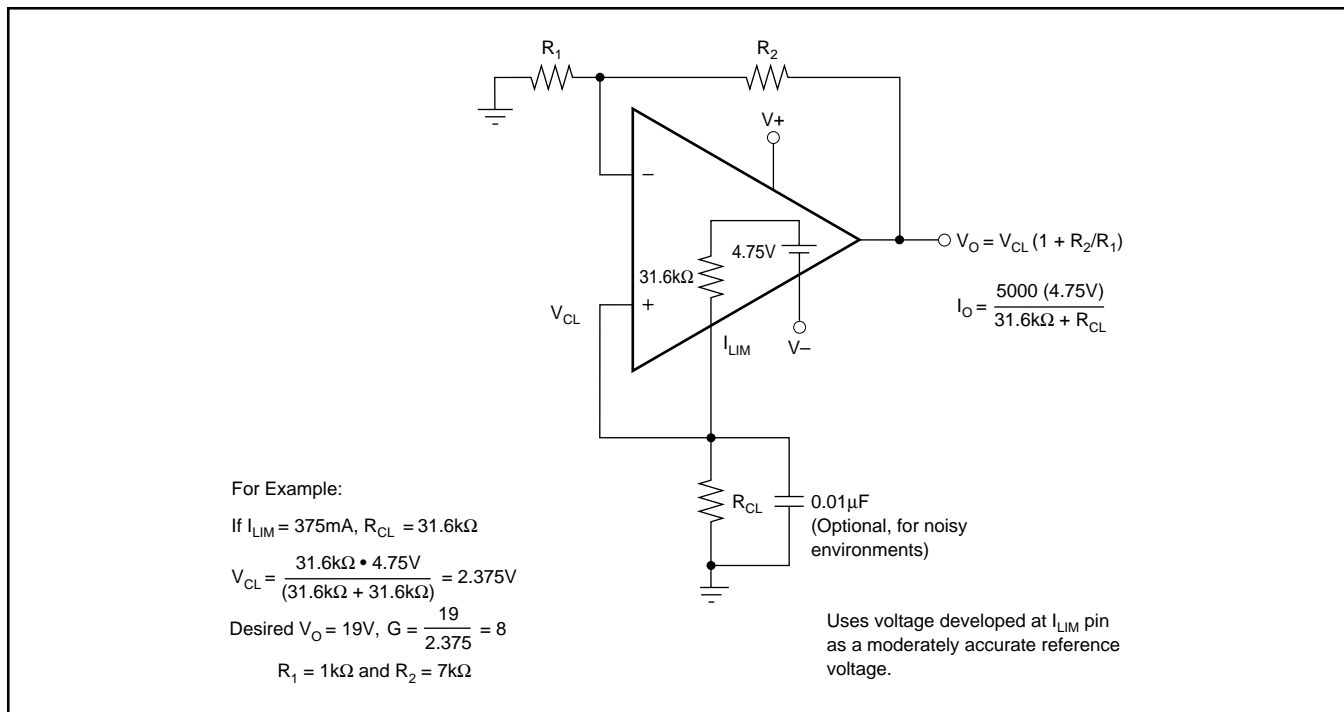 R1
R2
V+
−
4.75V
31.6kΩ
VO = VCL (1 + R2/R1)
IO = 5000 (4.75V) / 31.6kΩ + RCL
+
VCL
ILIM
V–
RCL
0.01μF
(Optional, for noisy
environments)
For Example:
If ILIM = 375mA, RCL = 31.6kΩ
VCL = 31.6kΩ • 4.75V / (31.6kΩ + 31.6kΩ) = 2.375V
Desired VO = 19V, G = 19 / 2.375 = 8
R1 = 1kΩ and R2 = 7kΩ
Uses voltage developed at ILIM pin
as a moderately accurate reference
voltage.